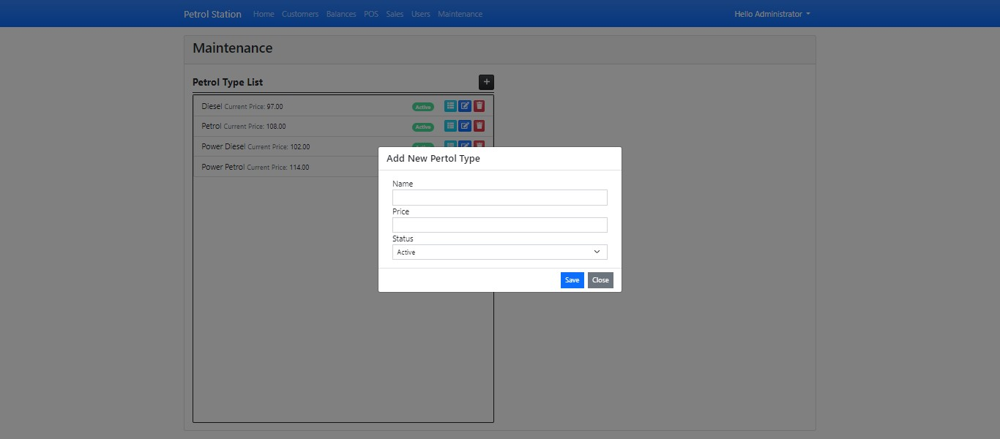 Petrol Station Home Customers Balances POS Sales Users Maintenance Hello Administrator
Maintenance
Petrol Type List +
Diesel Current Price: 97.00 Active
Petrol Current Price: 108.00 Active
Power Diesel Current Price: 102.00 Active
Power Petrol Current Price: 114.00
Add New Pertol Type
Name
Price
Status
Active
Save Close